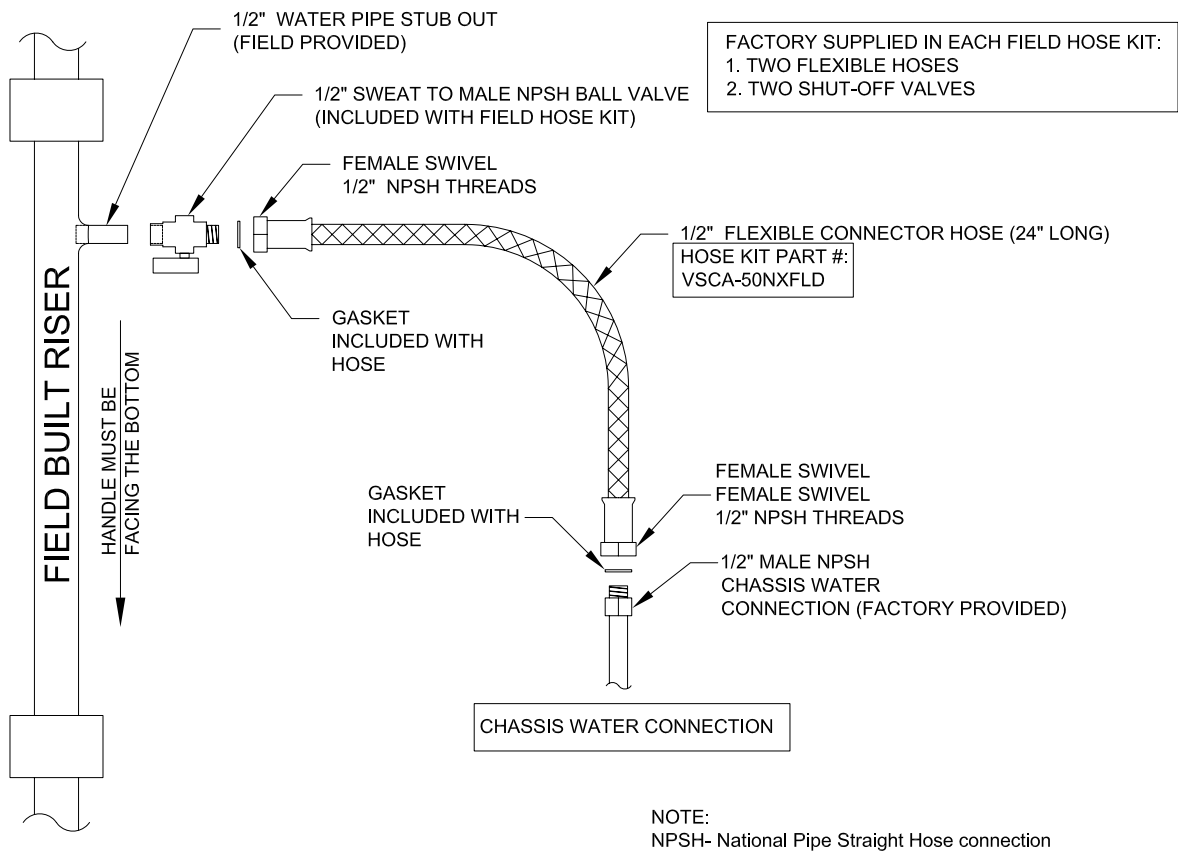 1/2" WATER PIPE STUB OUT
(FIELD PROVIDED)
FACTORY SUPPLIED IN EACH FIELD HOSE KIT:
1. TWO FLEXIBLE HOSES
2. TWO SHUT-OFF VALVES
1/2" SWEAT TO MALE NPSH BALL VALVE
(INCLUDED WITH FIELD HOSE KIT)
FEMALE SWIVEL
1/2" NPSH THREADS
1/2" FLEXIBLE CONNECTOR HOSE (24" LONG)
HOSE KIT PART #:
VSCA-50NXFLD
GASKET
INCLUDED WITH
HOSE
FIELD BUILT RISER
HANDLE MUST BE
FACING THE BOTTOM
GASKET
INCLUDED WITH
HOSE
FEMALE SWIVEL
FEMALE SWIVEL
1/2" NPSH THREADS
1/2" MALE NPSH
CHASSIS WATER
CONNECTION (FACTORY PROVIDED)
CHASSIS WATER CONNECTION
NOTE:
NPSH- National Pipe Straight Hose connection